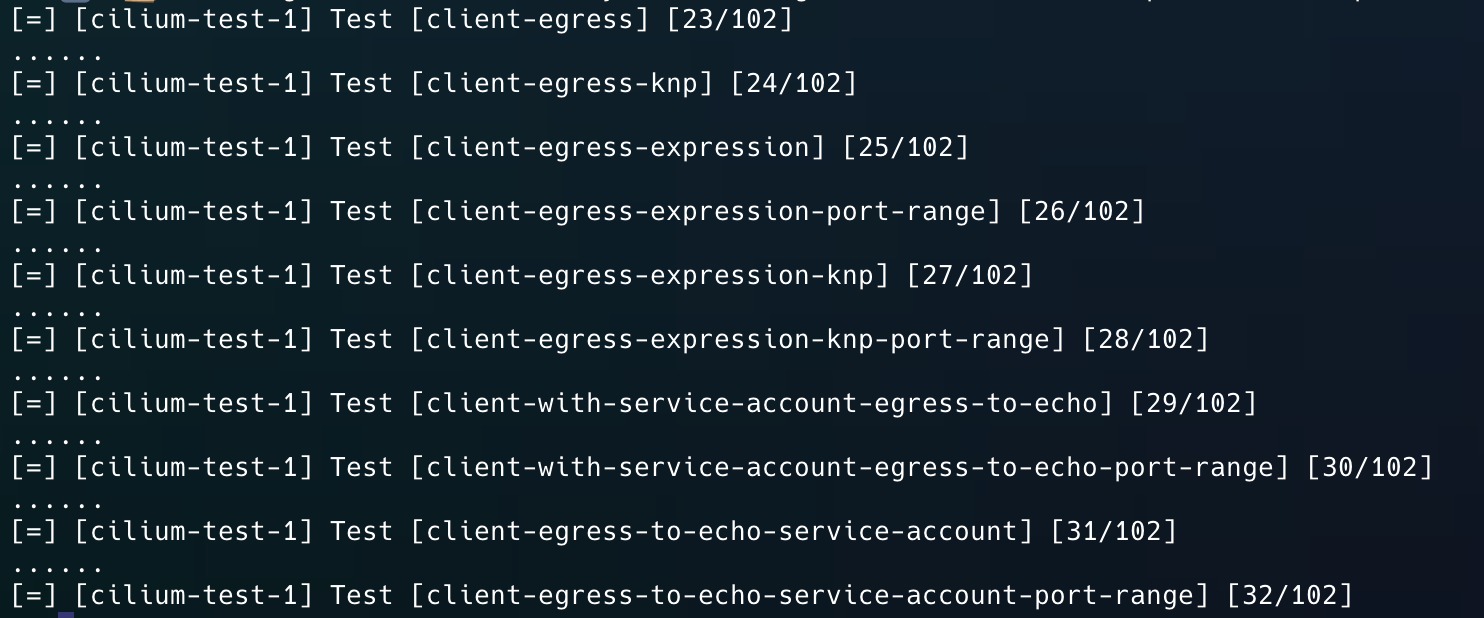 [=] [cilium-test-1] Test [client-egress] [23/102]
......
[=] [cilium-test-1] Test [client-egress-knp] [24/102]
......
[=] [cilium-test-1] Test [client-egress-expression] [25/102]
......
[=] [cilium-test-1] Test [client-egress-expression-port-range] [26/102]
......
[=] [cilium-test-1] Test [client-egress-expression-knp] [27/102]
......
[=] [cilium-test-1] Test [client-egress-expression-knp-port-range] [28/102]
......
[=] [cilium-test-1] Test [client-with-service-account-egress-to-echo] [29/102]
......
[=] [cilium-test-1] Test [client-with-service-account-egress-to-echo-port-range] [30/102]
......
[=] [cilium-test-1] Test [client-egress-to-echo-service-account] [31/102]
......
[=] [cilium-test-1] Test [client-egress-to-echo-service-account-port-range] [32/102]